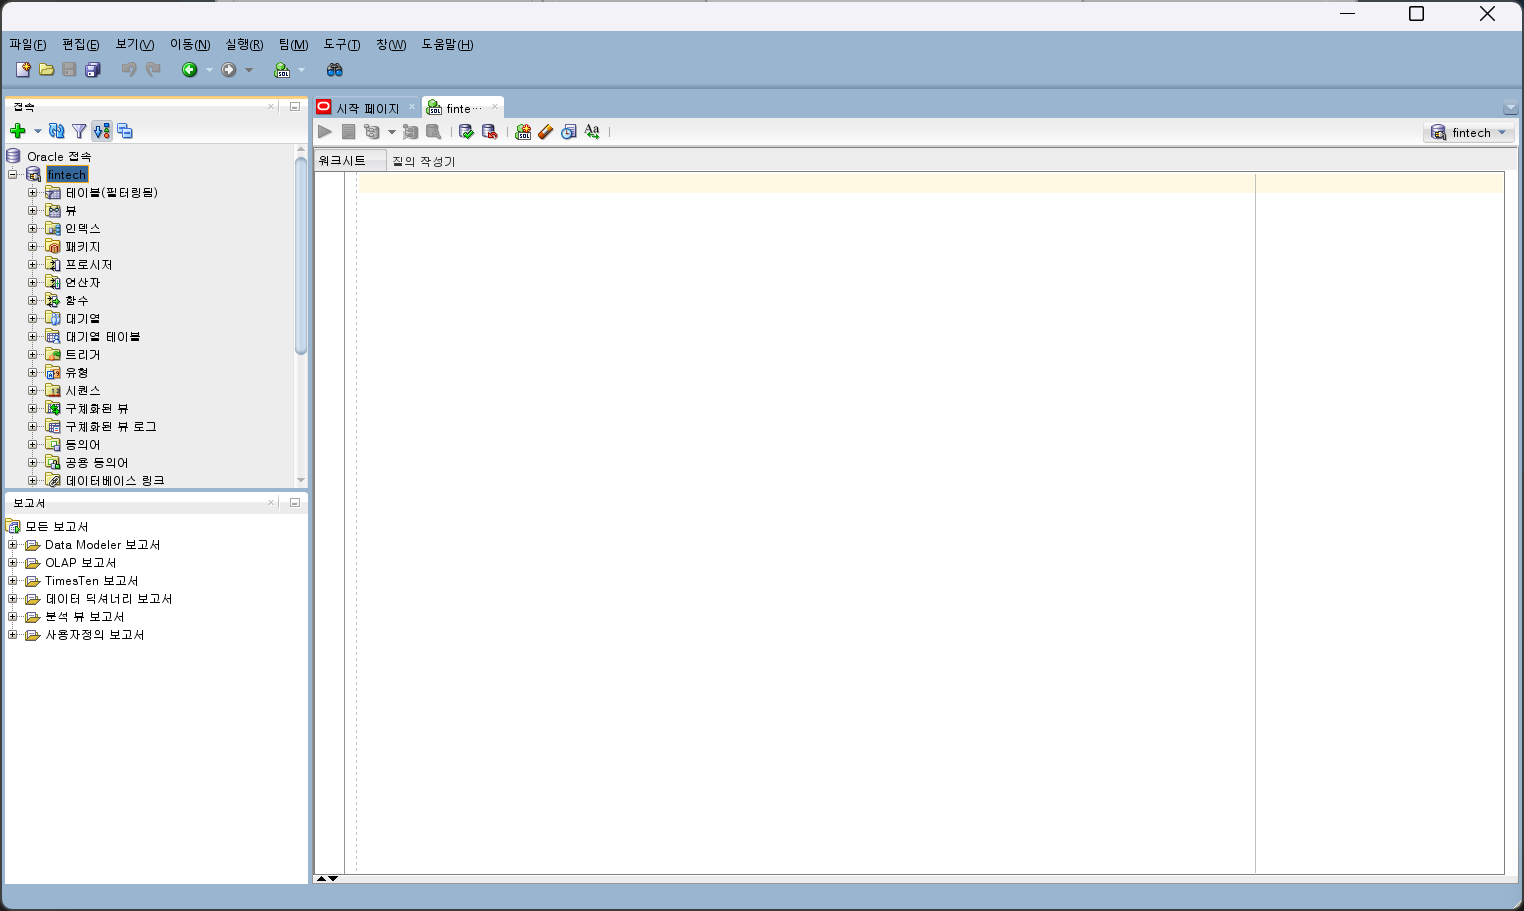 파일(F) 편집(E) 보기(V) 이동(N) 실행(R) 팀(M) 도구(T) 창(W) 도움말(H)
접속
Oracle 접속
fintech
테이블(필터링됨)
뷰
인덱스
패키지
프로시저
연산자
함수
대기열
대기열 테이블
트리거
유형
시퀀스
구체화된 뷰
구체화된 뷰 로그
동의어
공용 동의어
데이터베이스 링크
보고서
모든 보고서
Data Modeler 보고서
OLAP 보고서
TimesTen 보고서
데이터 딕셔너리 보고서
분석 뷰 보고서
사용자정의 보고서
시작 페이지 finte...
fintech
워크시트 질의 작성기